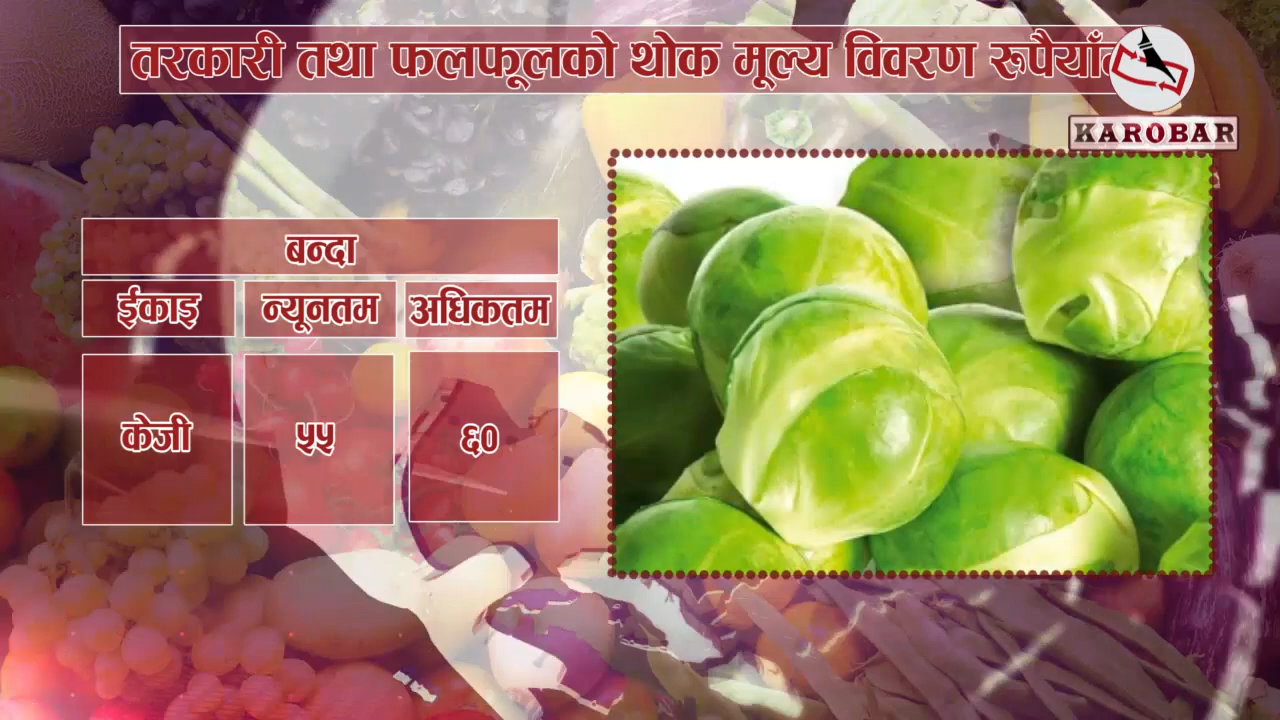 तरकारी तथा फलफूलको थोक मूल्य विवरण
KAROBAR
बन्दा
ईकाइ न्यूनतम अधिकतम
केजी ५५ ६०